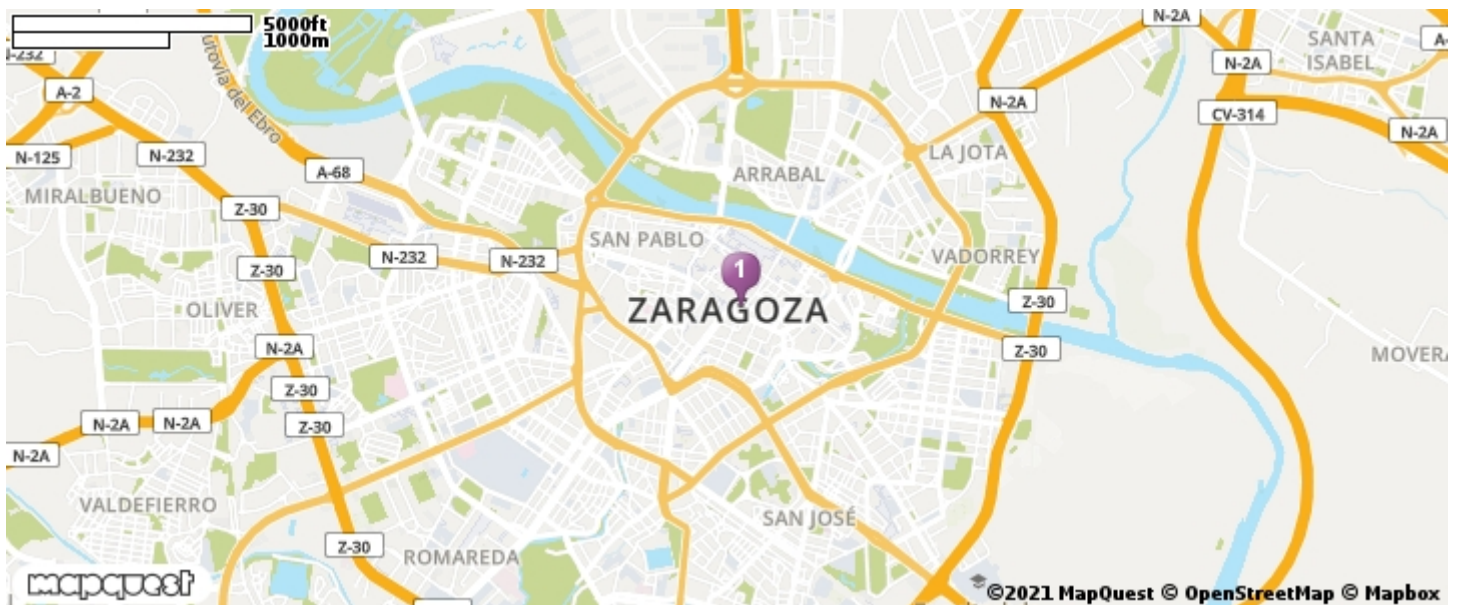 5000ft
1000m
N-2A
SANTA
ISABEL
N-2A
A-2
N-2A
CV-314
N-2A
utovía del Ebro
N-125
N-232
A-68
LA JOTA
ARRABAL
MIRALBUENO
Z-30
SAN PABLO
N-232
N-232
VADORREY
Z-30
1
OLIVER
ZARAGOZA
Z-30
N-2A
Z-30
MOVERA
Z-30
Z-30
N-2A
N-2A
N-2A
VALDEFIERRO
SAN JOSÉ
Z-30
ROMAREDA
mapquest
©2021 MapQuest © OpenStreetMap © Mapbox